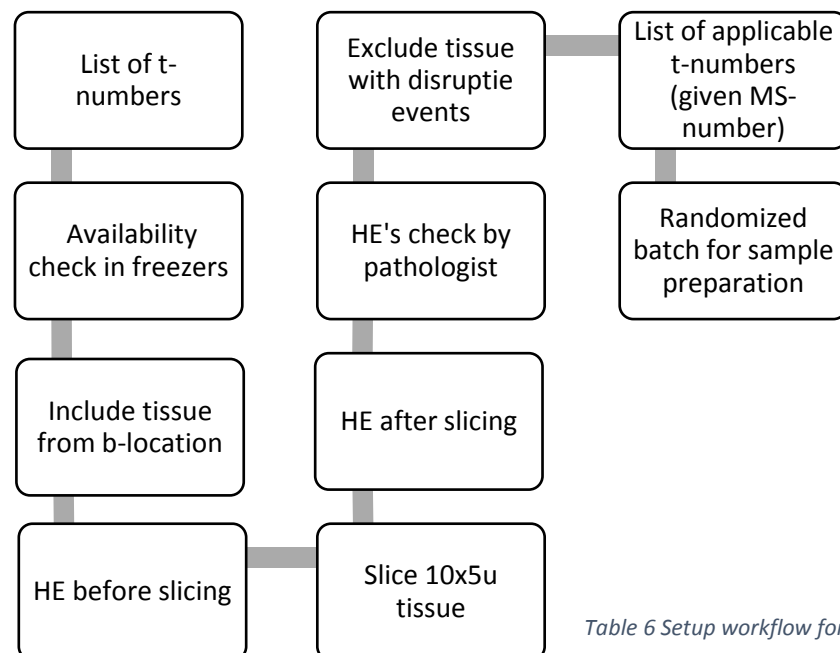 List of t-
numbers
Availability
check in freezers
Include tissue
from b-location
HE before slicing
Slice 10x5u
tissue
HE after slicing
HE's check by
pathologist
Exclude tissue
with disruptie
events
List of applicable
t-numbers
(given MS-
number)
Randomized
batch for sample
preparation
Table 6 Setup workflow for